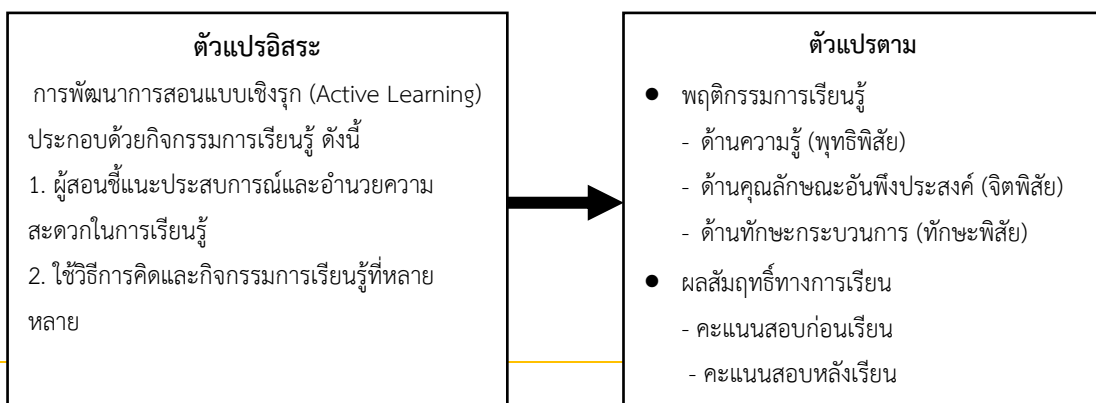 ตัวแปรอิสระ
การพัฒนาการสอนแบบเชิงรุก (Active Learning)
ประกอบด้วยกิจกรรมการเรียนรู้ ดังนี้
1. ผู้สอนชี้แนะประสบการณ์และอำนวยความ
สะดวกในการเรียนรู้
2. ใช้วิธีการคิดและกิจกรรมการเรียนรู้ที่หลาย
หลาย
ตัวแปรตาม
● พฤติกรรมการเรียนรู้
- ด้านความรู้ (พุทธิพิสัย)
- ด้านคุณลักษณะอันพึงประสงค์ (จิตพิสัย)
- ด้านทักษะกระบวนการ (ทักษะพิสัย)
● ผลสัมฤทธิ์ทางการเรียน
- คะแนนสอบก่อนเรียน
- คะแนนสอบหลังเรียน